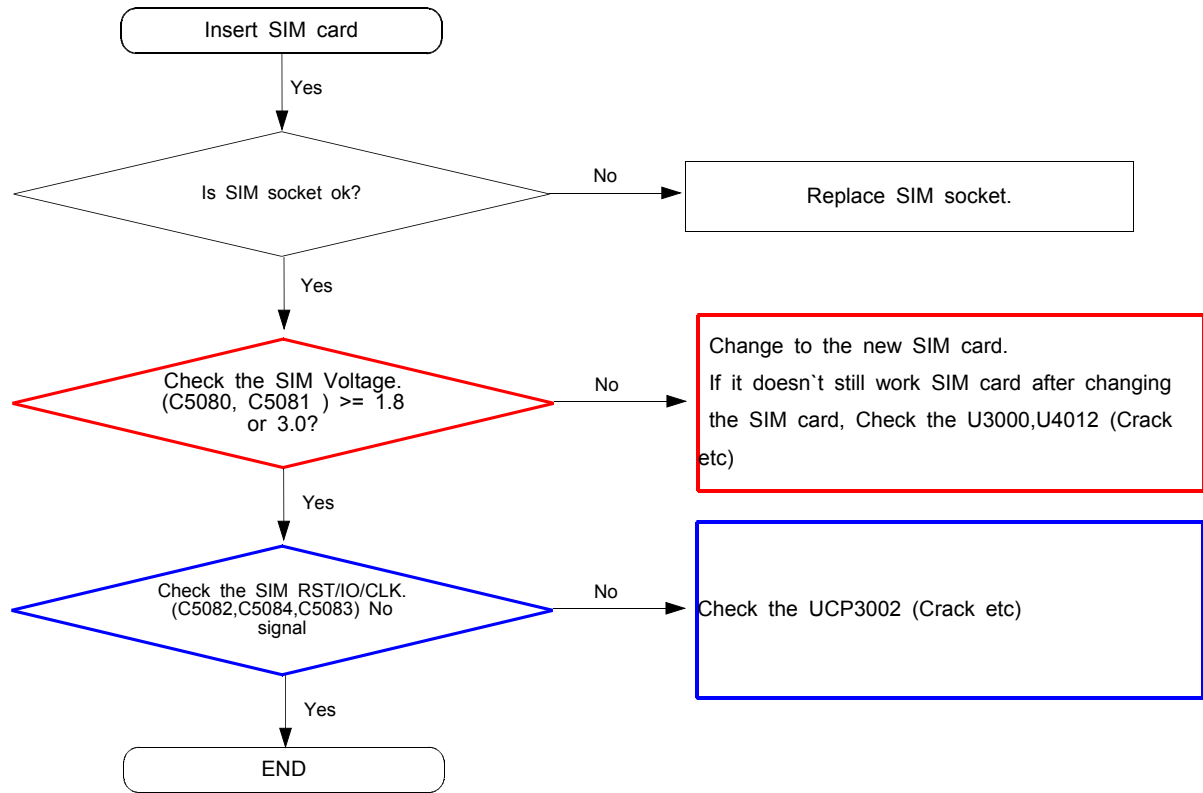 Insert SIM card
Yes
Is SIM socket ok?
No
Replace SIM socket.
Yes
Check the SIM Voltage.
(C5080, C5081 ) >= 1.8
or 3.0?
No
Change to the new SIM card.
If it doesn`t still work SIM card after changing
the SIM card, Check the U3000,U4012 (Crack
etc)
Yes
Check the SIM RST/IO/CLK.
(C5082,C5084,C5083) No
signal
No
Check the UCP3002 (Crack etc)
Yes
END